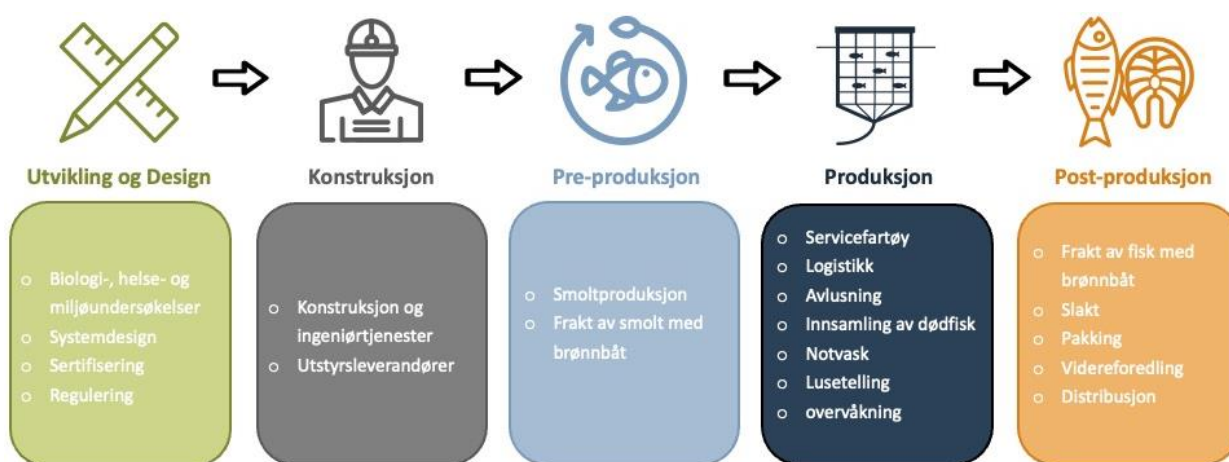 Utvikling og Design
Biologi-, helse- og
miljøundersøkelser
Systemdesign
Sertifisering
Regulering
Konstruksjon
Konstruksjon og
ingeniørtjenester
Utstyrsleverandører
Pre-produksjon
Smoltproduksjon
Frakt av smolt med
brønnbåt
Produksjon
Servicefartøy
Logistikk
Avlusning
Innsamling av dødfisk
Notvask
Lusetelling
overvåkning
Post-produksjon
Frakt av fisk med
brønnbåt
Slakt
Pakking
Videreforedling
Distribusjon